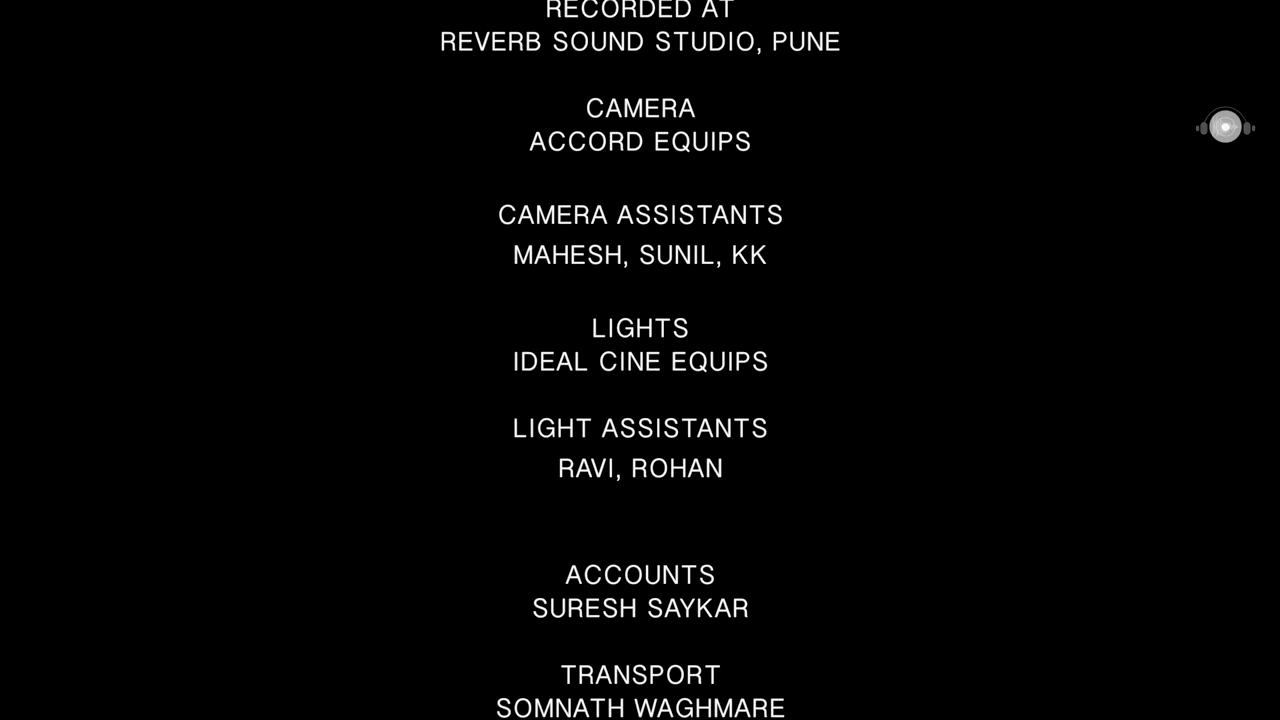 RECORDED AT
REVERB SOUND STUDIO, PUNE
CAMERA
ACCORD EQUIPS
CAMERA ASSISTANTS
MAHESH, SUNIL, KK
LIGHTS
IDEAL CINE EQUIPS
LIGHT ASSISTANTS
RAVI, ROHAN
ACCOUNTS
SURESH SAYKAR
TRANSPORT
SOMNATH WAGHMARE